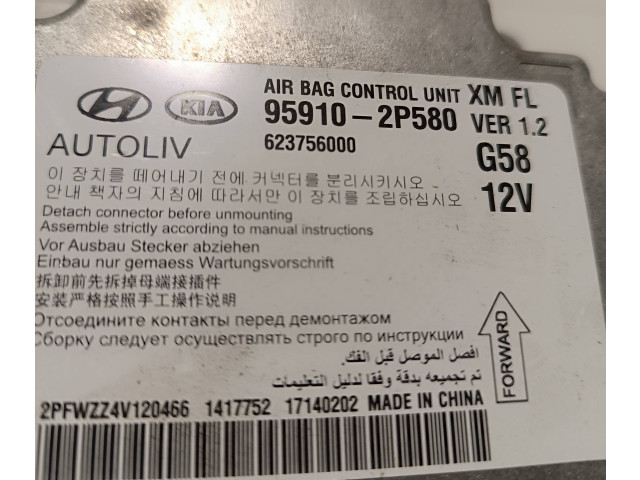 KIA
AIR BAG CONTROL UNIT XM FL
95910-2P580 VER 1.2
AUTOLIV 623756000 G58
12V
이 장치를 떼어내기 전에 커넥터를 분리시키시오
안내 책자의 지침에 따라서만 이 장치를 조립하십시오
Detach connector before unmounting
Assemble strictly according to manual instructions
Vor Ausbau Stecker abziehen
Einbau nur gemaess Wartungsvorschrift
拆卸前先拆掉母端接插件
安装严格按照手工操作说明
Отсоедините контакты перед демонтажом
Сборку следует осуществлять строго по инструкции
افصل الموصل قبل الفك.
تم تجميعه بدقة وفقا لدليل التعليمات
FORWARD
2PFWZZ4V120466 1417752 17140202 MADE IN CHINA